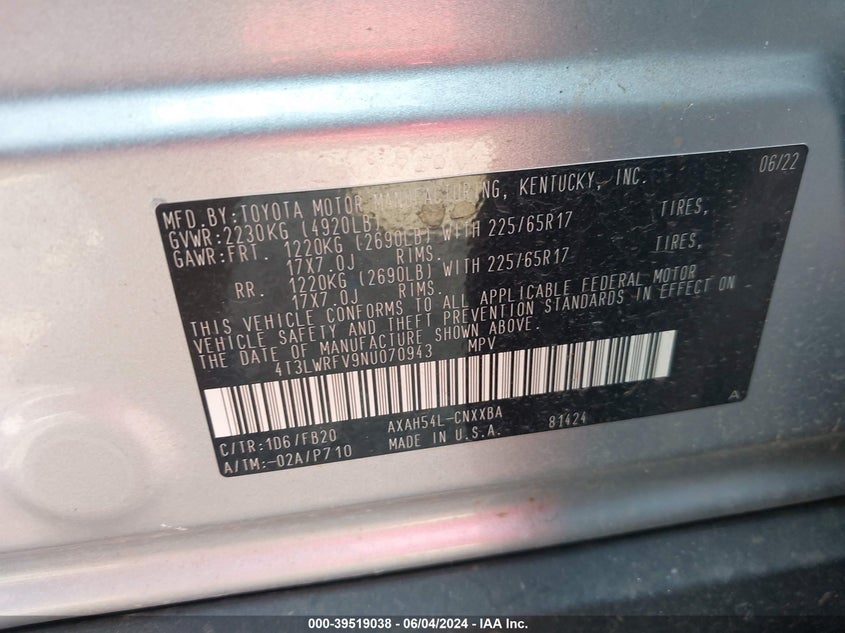 06/22
MFD.BY:TOYOTA MOTOR MANUFACTURING, KENTUCKY, INC.
GVWR:2230KG (4920LB)
GAWR:FRT. 1220KG (2690LB) WITH 225/65R17 TIRES,
17X7.0J RIMS.
RR. 1220KG (2690LB) WITH 225/65R17 TIRES,
17X7.0J RIMS
THIS VEHICLE CONFORMS TO ALL APPLICABLE FEDERAL MOTOR
VEHICLE SAFETY AND THEFT PREVENTION STANDARDS IN EFFECT ON
THE DATE OF MANUFACTURE SHOWN ABOVE.
4T3LWRFV9NU070943 MPV
C/TR:1D6/FB20 AXAH54L-CNXXBA 81424
A/TM:-02A/P710 MADE IN U.S.A.
A
000-39519038 - 06/04/2024 - IAA Inc.